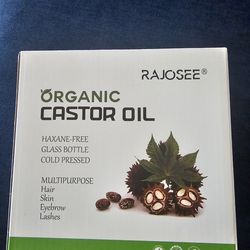 RAJOSEE®
ORGANIC
CASTOR OIL
HAXANE-FREE
GLASS BOTTLE
COLD PRESSED
MULTIPURPOSE
Hair
Skin
Eyebrow
Lashes